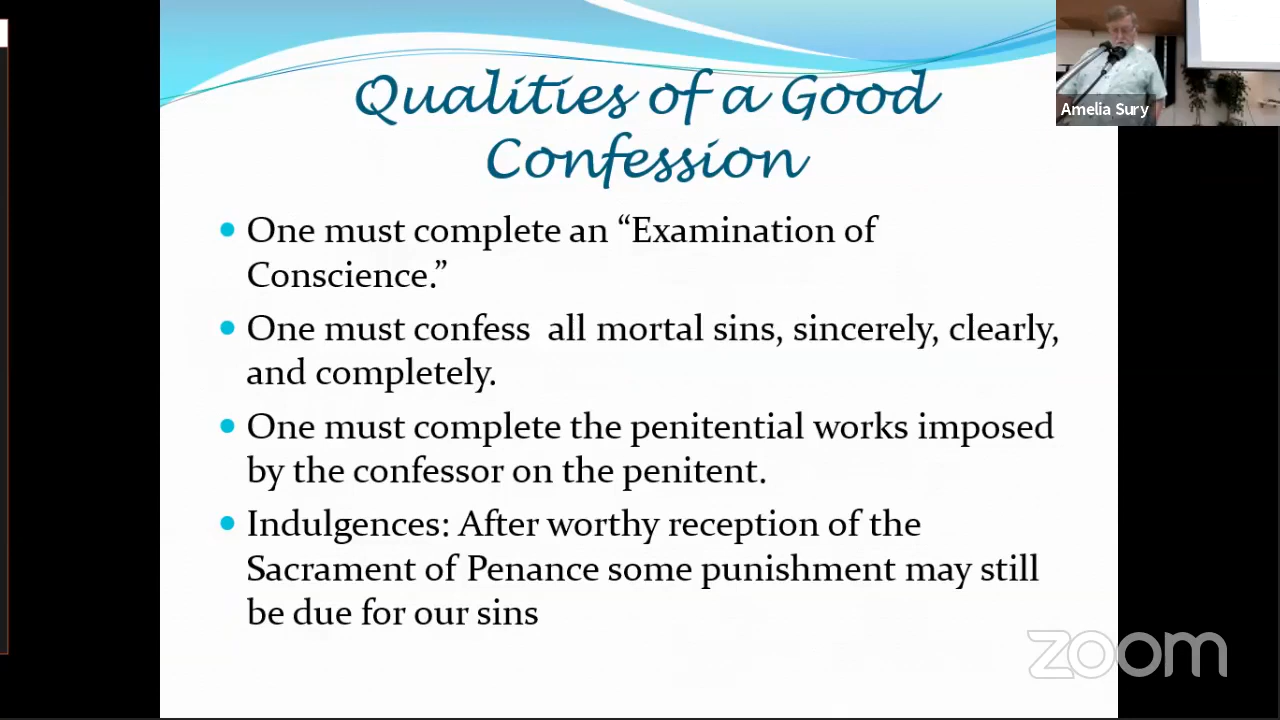 Qualities of a Good
Confession
Amelia Sury
• One must complete an “Examination of
Conscience.”
• One must confess  all mortal sins, sincerely, clearly,
and completely.
• One must complete the penitential works imposed
by the confessor on the penitent.
• Indulgences: After worthy reception of the
Sacrament of Penance some punishment may still
be due for our sins
zoom